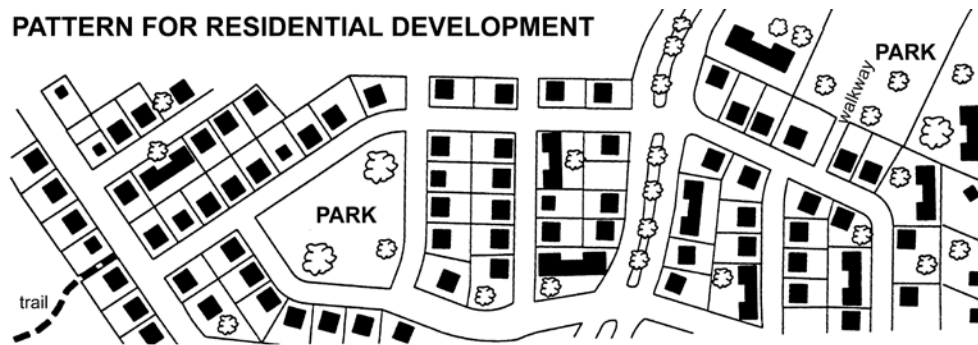 PATTERN FOR RESIDENTIAL DEVELOPMENT
PARK
walkway
PARK
trail